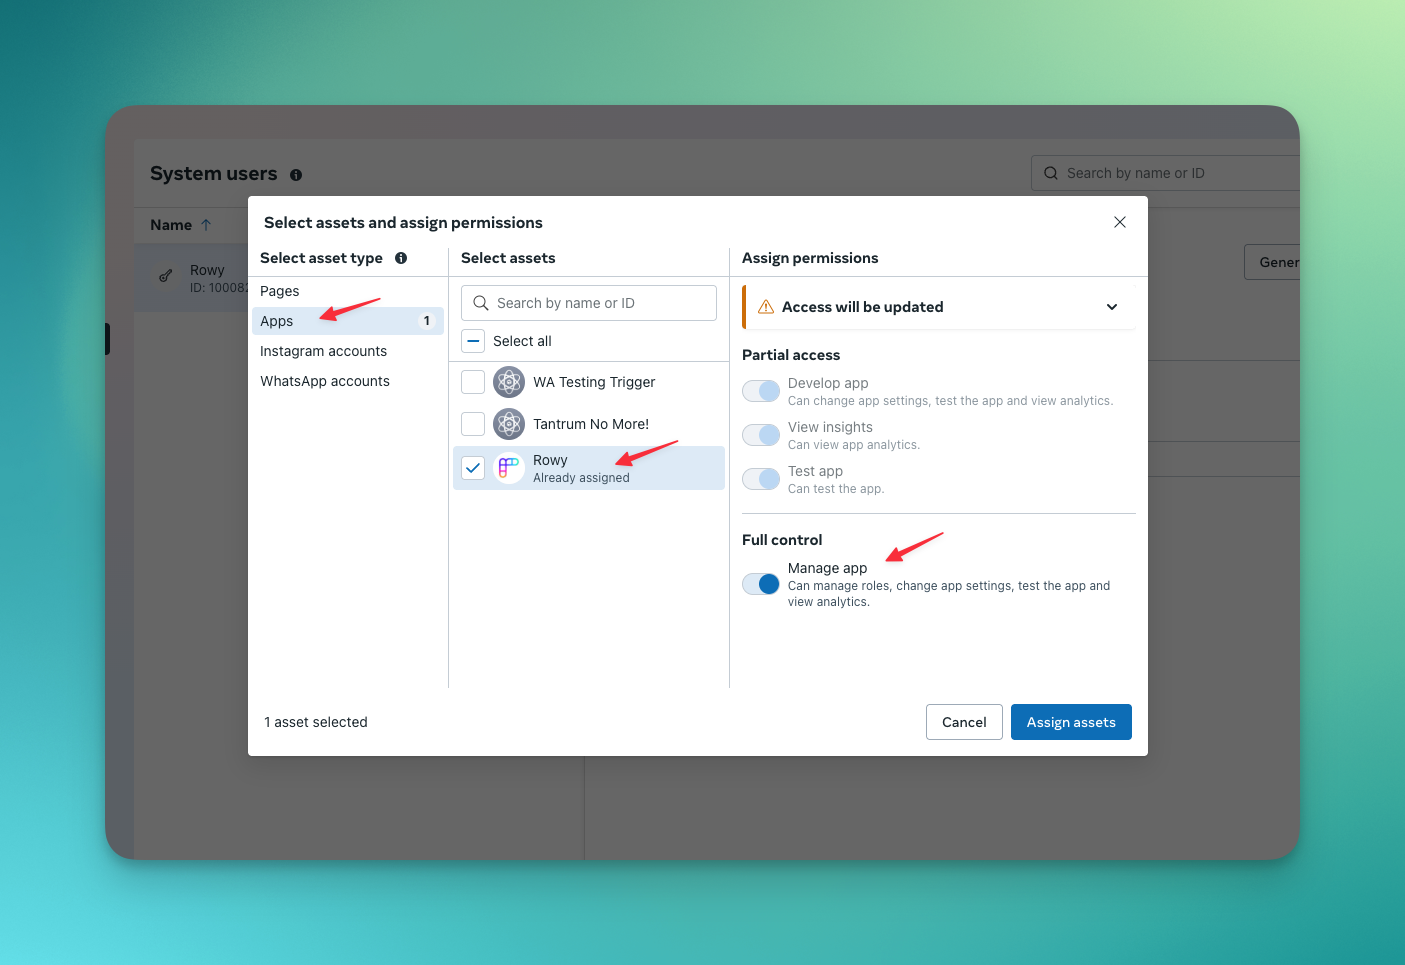 System users
Search by name or ID
Name
Rowy
ID: 100082
Select assets and assign permissions
Select asset type
Pages
Apps
1
Instagram accounts
WhatsApp accounts
Select assets
Search by name or ID
Select all
WA Testing Trigger
Tantrum No More!
Rowy
Already assigned
Assign permissions
Access will be updated
Partial access
Develop app
Can change app settings, test the app and view analytics.
View insights
Can view app analytics.
Test app
Can test the app.
Full control
Manage app
Can manage roles, change app settings, test the app and
view analytics.
1 asset selected
Cancel
Assign assets